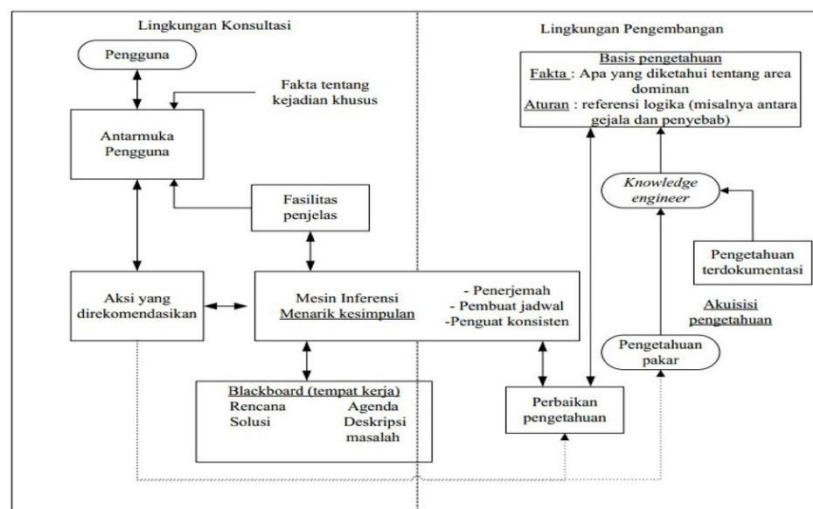 Lingkungan Konsultasi
Pengguna
Fakta tentang
kejadian khusus
Antarmuka
Pengguna
Fasilitas
penjelas
Aksi yang
direkomendasikan
Mesin Inferensi
Menarik kesimpulan
- Penerjemah
- Pembuat jadwal
-Penguat konsisten
Blackboard (tempat kerja)
Rencana Agenda
Solusi Deskripsi
masalah
Lingkungan Pengembangan
Basis pengetahuan
Fakta : Apa yang diketahui tentang area
dominan
Aturan : referensi logika (misalnya antara
gejala dan penyebab)
Knowledge
engineer
Pengetahuan
terdokumentasi
Akuisisi
pengetahuan
Pengetahuan
pakar
Perbaikan
pengetahuan